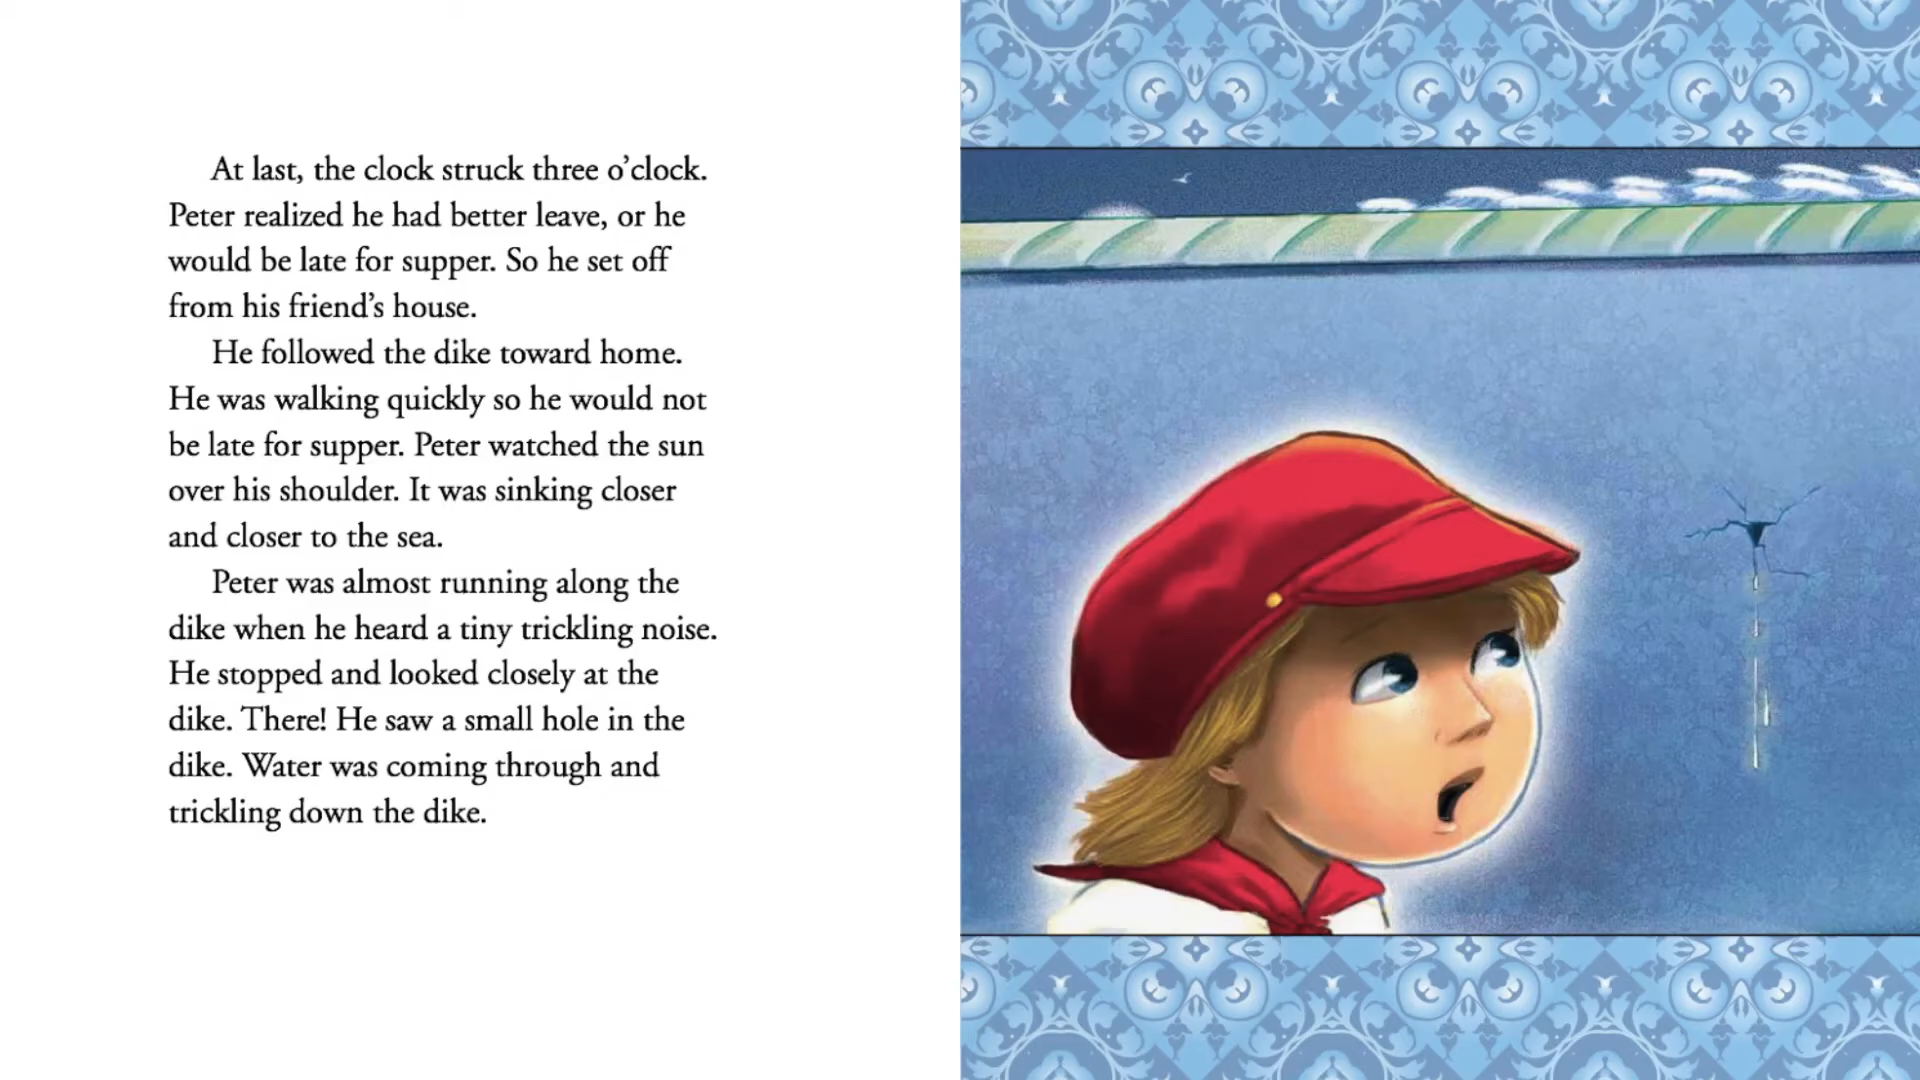 At last, the clock struck three o’clock.
Peter realized he had better leave, or he
would be late for supper. So he set off
from his friend’s house.
He followed the dike toward home.
He was walking quickly so he would not
be late for supper. Peter watched the sun
over his shoulder. It was sinking closer
and closer to the sea.
Peter was almost running along the
dike when he heard a tiny trickling noise.
He stopped and looked closely at the
dike. There! He saw a small hole in the
dike. Water was coming through and
trickling down the dike.